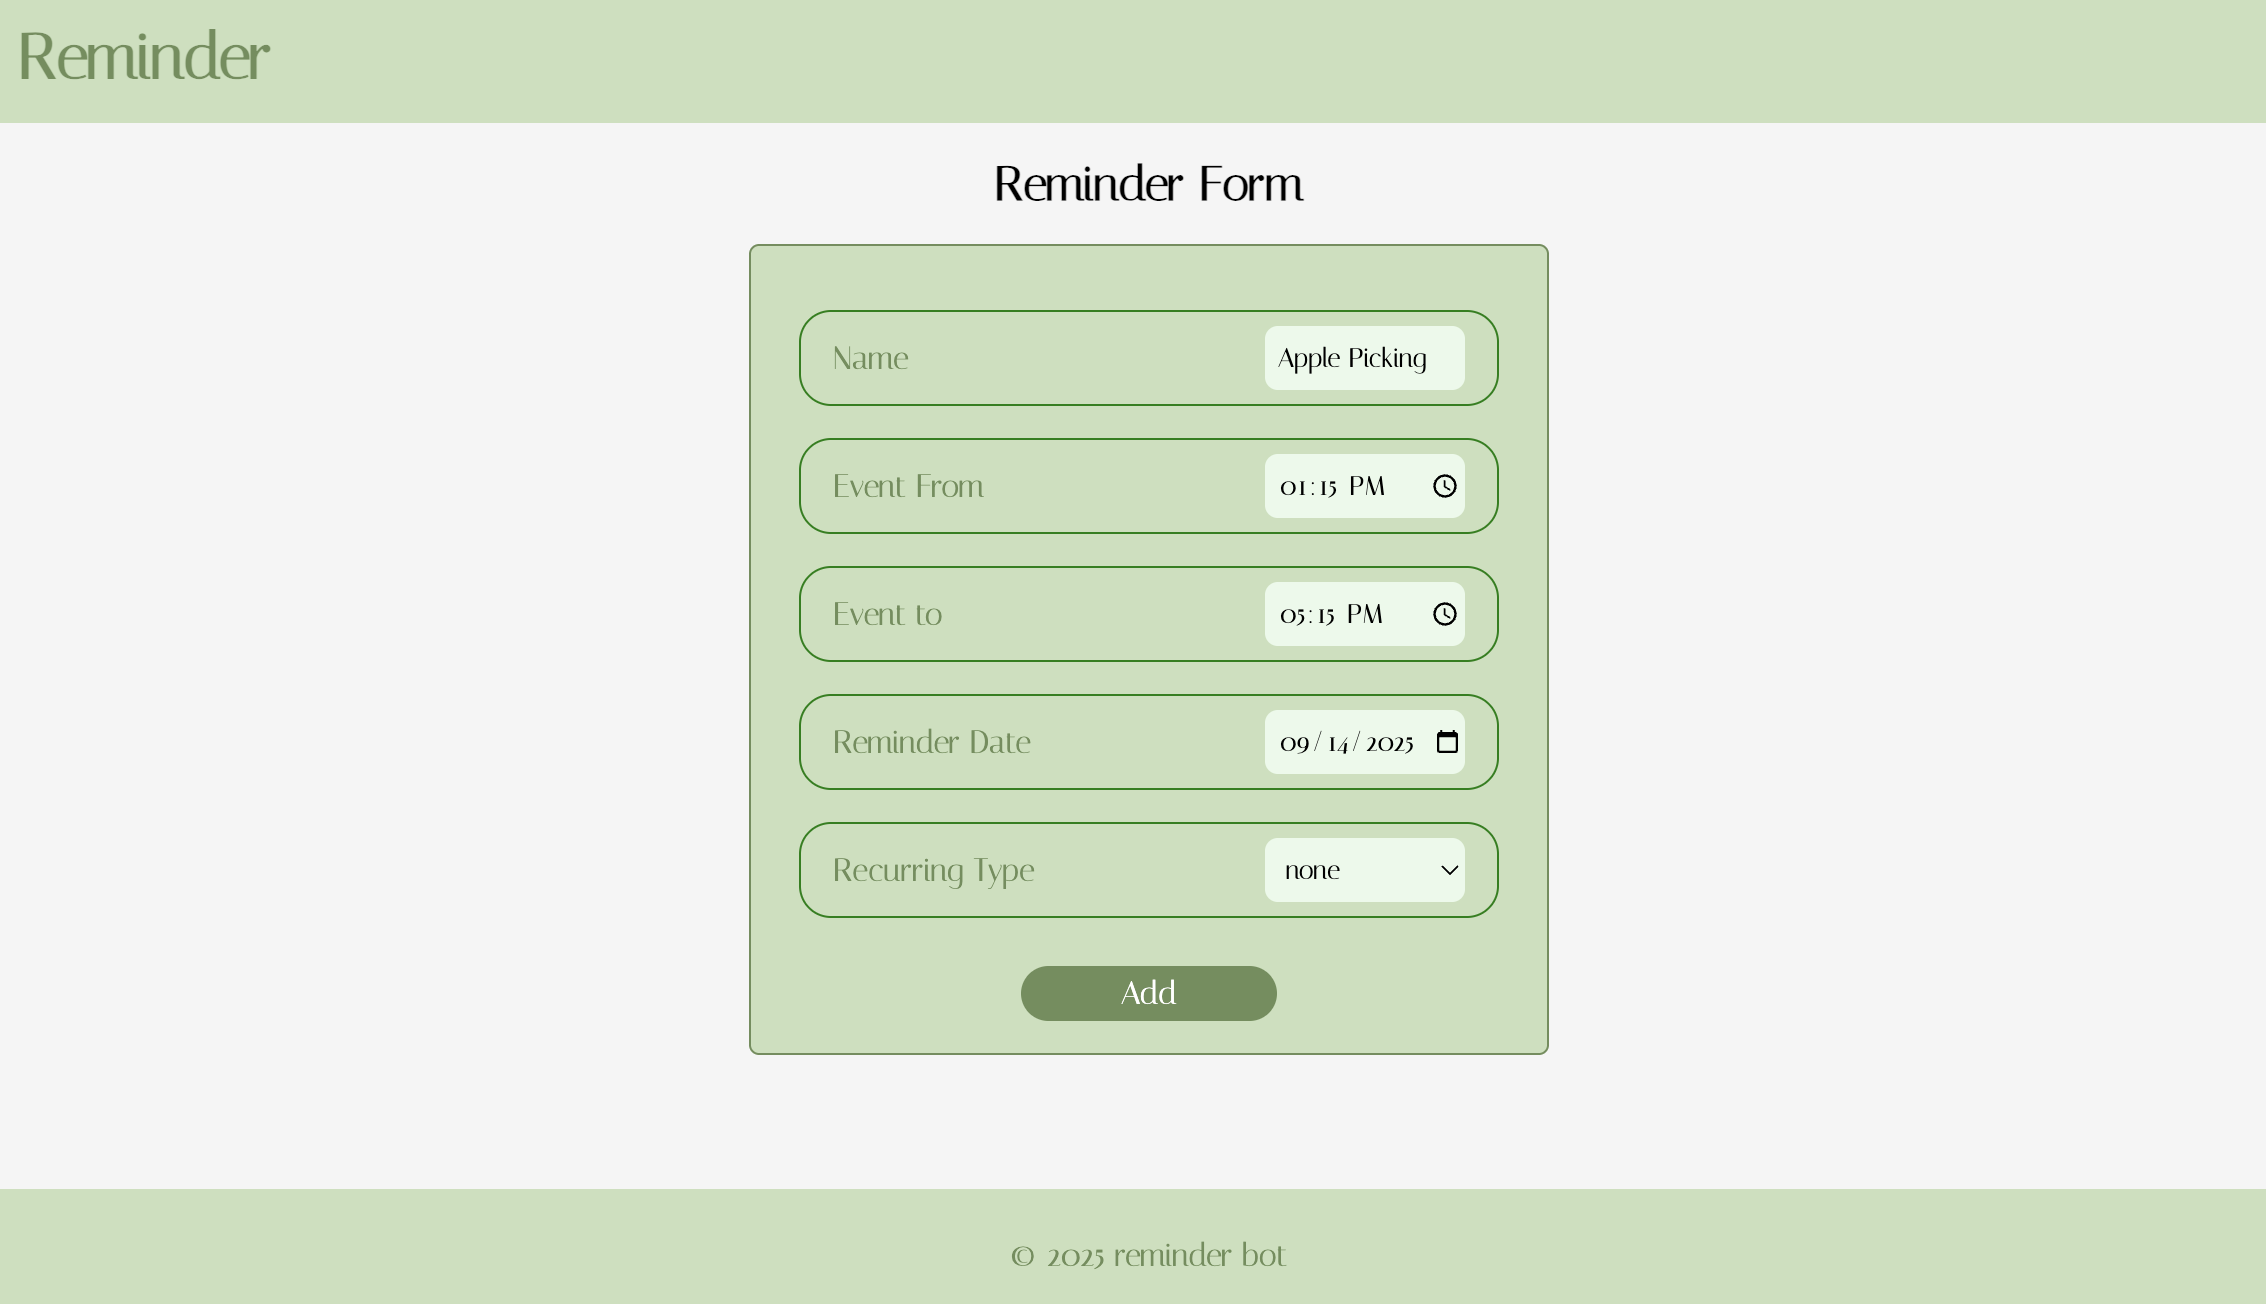 Reminder
Reminder Form
Name Apple Picking
Event From 01:15 PM
Event to 05:15 PM
Reminder Date 09/14/2025
Recurring Type none
Add
© 2025 reminder bot